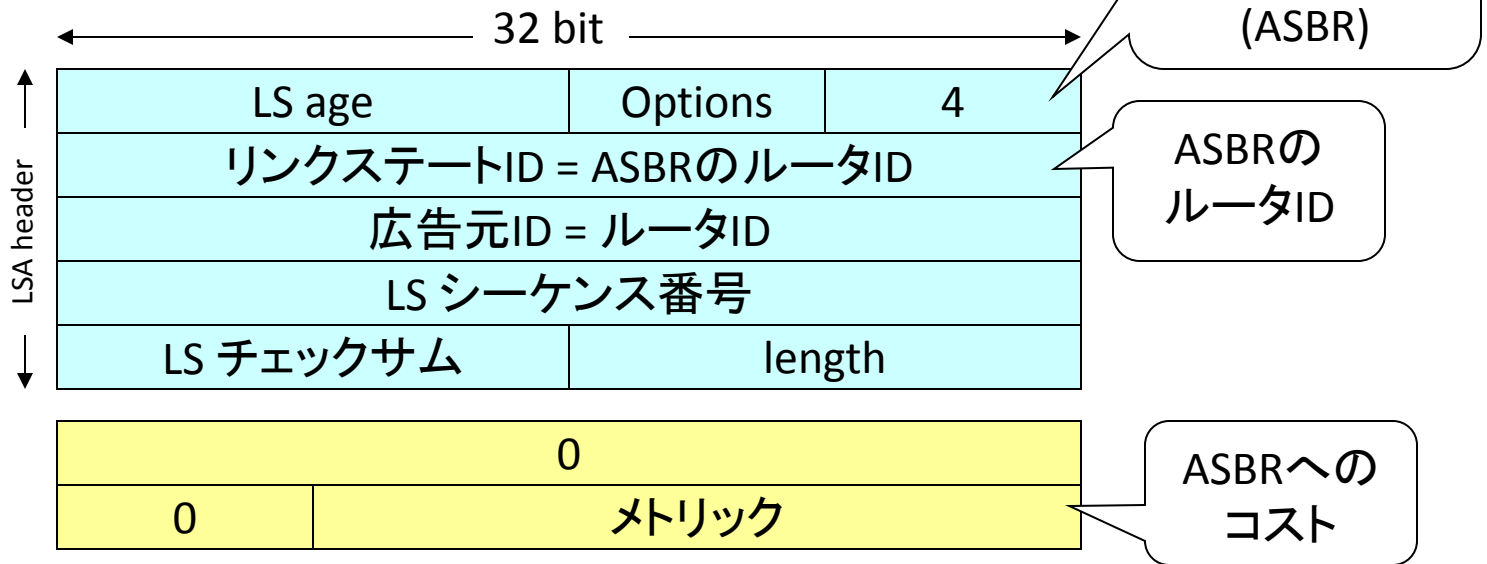 32 bit
(ASBR)
LS age Options 4
リンクステートID = ASBRのルータID
広告元ID = ルータID
LS シーケンス番号
LS チェックサム length
LSA header
ASBRの
ルータID
0
0 メトリック
ASBRへの
コスト